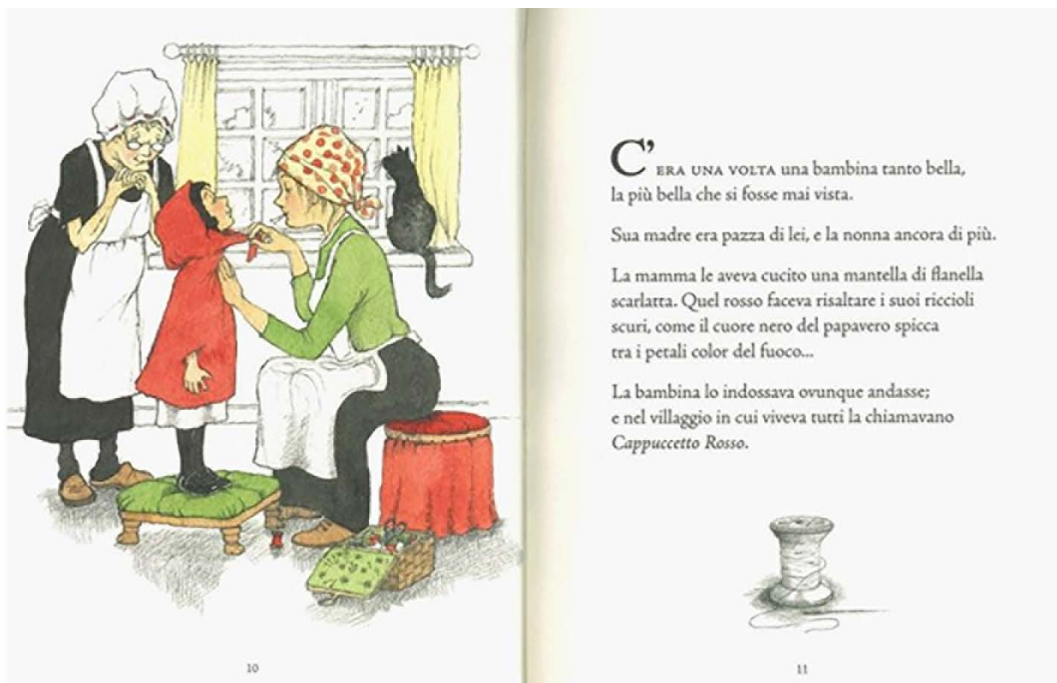 C'ERA UNA VOLTA una bambina tanto bella,
la più bella che si fosse mai vista.
Sua madre era pazza di lei, e la nonna ancora di più.
La mamma le aveva cucito una mantella di flanella
scarlatta. Quel rosso faceva risaltare i suoi riccioli
scuri, come il cuore nero del papavero spicca
tra i petali color del fuoco...
La bambina lo indossava ovunque andasse;
e nel villaggio in cui viveva tutti la chiamavano
Cappuccetto Rosso.
10
11